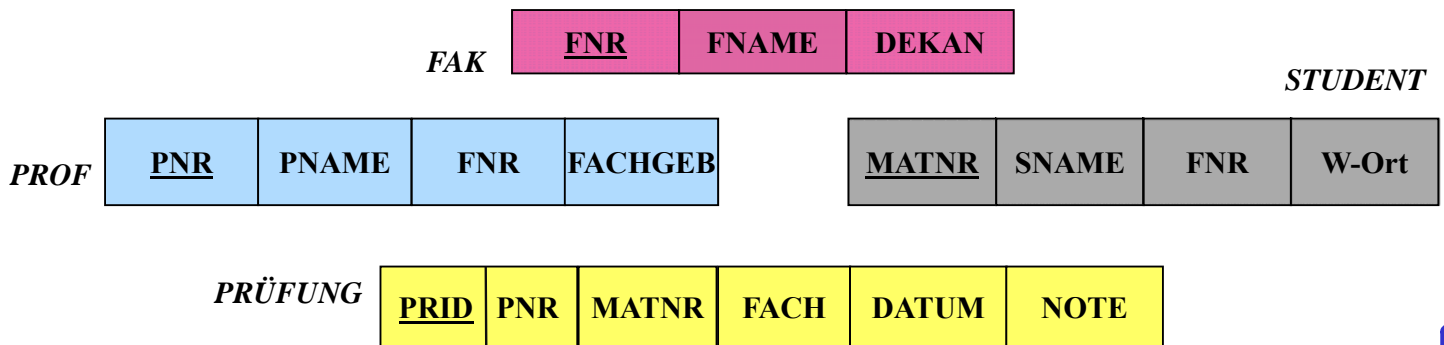 FAK FNR FNAME DEKAN
STUDENT
PROF PNR PNAME FNR FACHGEB MATNR SNAME FNR W-Ort
PRÜFUNG PRID PNR MATNR FACH DATUM NOTE